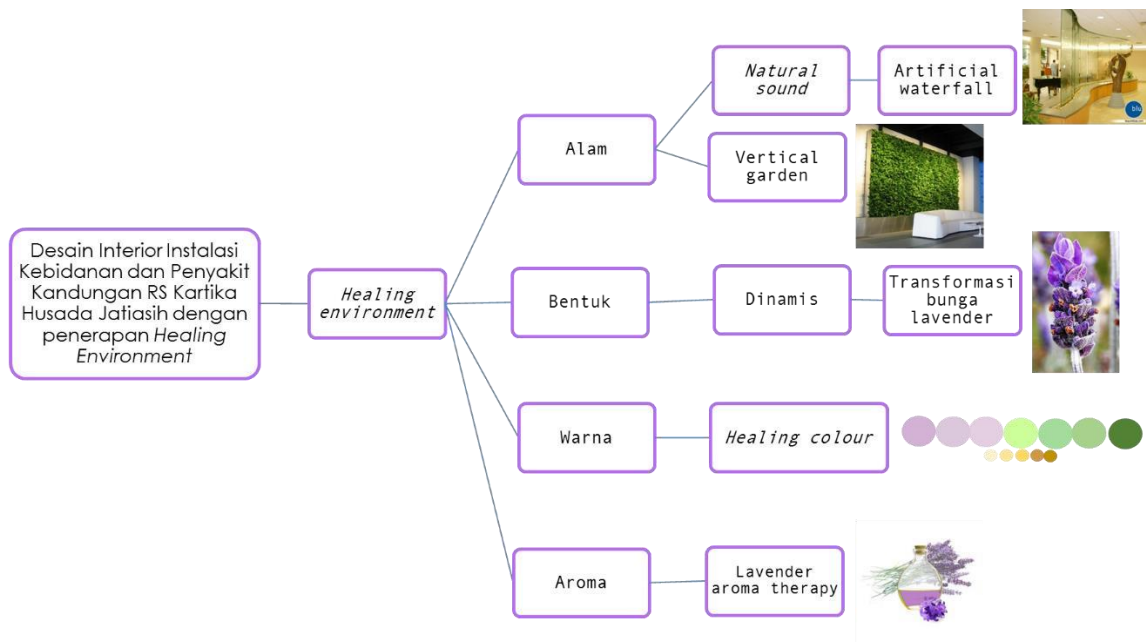 Desain Interior Instalasi
Kebidanan dan Penyakit
Kandungan RS Kartika
Husada Jatiasih dengan
penerapan Healing
Environment
Healing
environment
Alam
Natural
sound
Artificial
waterfall
blu
Vertical
garden
Bentuk
Dinamis
Transformasi
bunga
lavender
Warna
Healing colour
Aroma
Lavender
aroma therapy